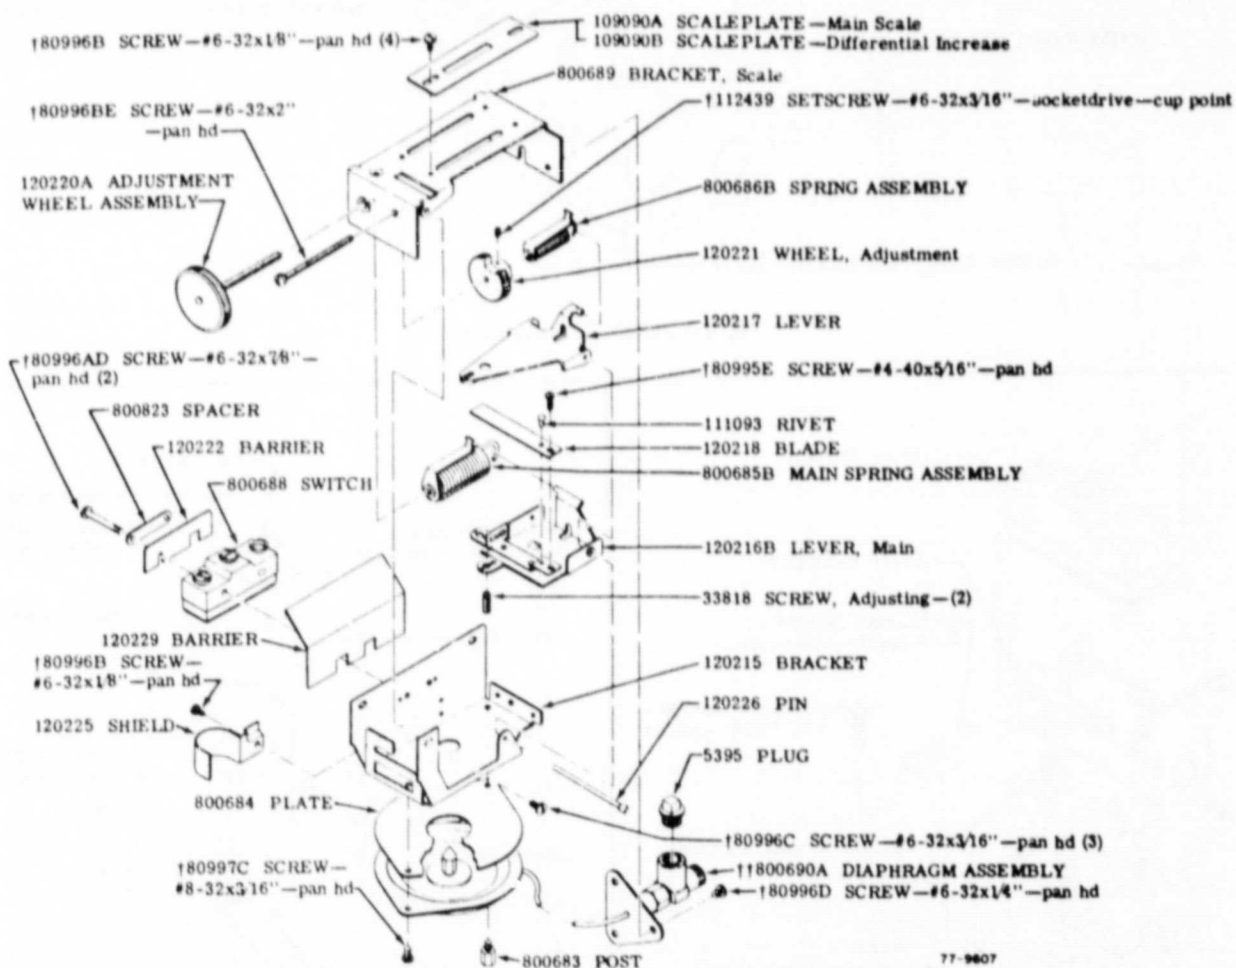 109090A SCALEPLATE—Main Scale
†80996B SCREW—#6-32x1/8"—pan hd (4)
109090B SCALEPLATE—Differential Increase
800689 BRACKET, Scale
†80996BE SCREW—#6-32x2"
—pan hd
†112439 SETSCREW—#6-32x3/16"—socketdrive—cup point
120220A ADJUSTMENT
WHEEL ASSEMBLY
800686B SPRING ASSEMBLY
120221 WHEEL, Adjustment
120217 LEVER
†80996AD SCREW—#6-32x7/8"—
pan hd (2)
†80995E SCREW—#4-40x5/16"—pan hd
800823 SPACER
111093 RIVET
120222 BARRIER
120218 BLADE
800685B MAIN SPRING ASSEMBLY
800688 SWITCH
120216B LEVER, Main
33818 SCREW, Adjusting—(2)
120229 BARRIER
†80996B SCREW—
#6-32x1/8"—pan hd
120215 BRACKET
120226 PIN
120225 SHIELD
5395 PLUG
800684 PLATE
†80996C SCREW—#6-32x3/16"—pan hd (3)
†80997C SCREW—
#8-32x3/16"—pan hd
††800690A DIAPHRAGM ASSEMBLY
†80996D SCREW—#6-32x1/4"—pan hd
800683 POST
77-9607